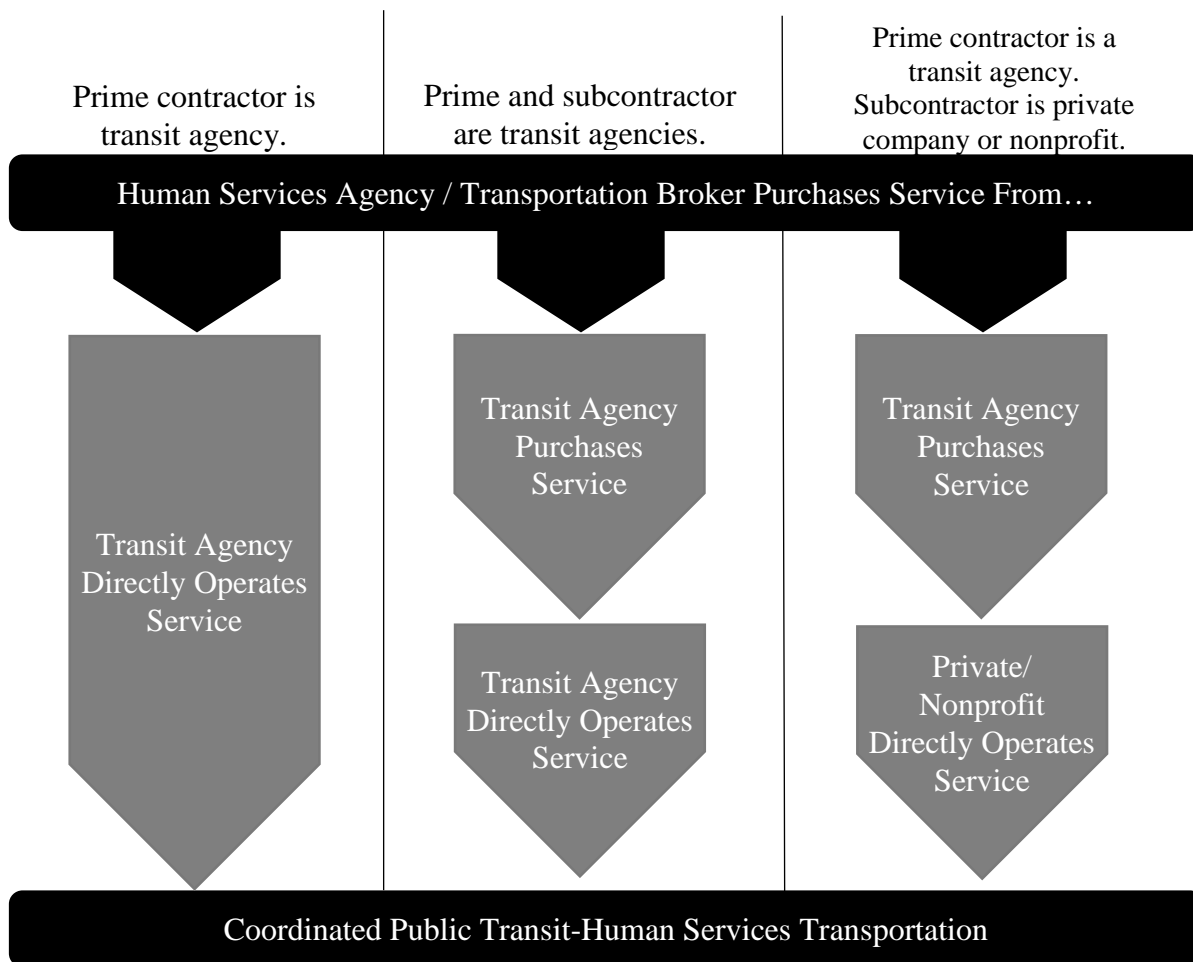 Prime contractor is
transit agency.
Prime and subcontractor
are transit agencies.
Prime contractor is a
transit agency.
Subcontractor is private
company or nonprofit.
Human Services Agency / Transportation Broker Purchases Service From…
Transit Agency
Directly Operates
Service
Transit Agency
Purchases
Service
Transit Agency
Directly Operates
Service
Transit Agency
Purchases
Service
Private/
Nonprofit
Directly Operates
Service
Coordinated Public Transit-Human Services Transportation